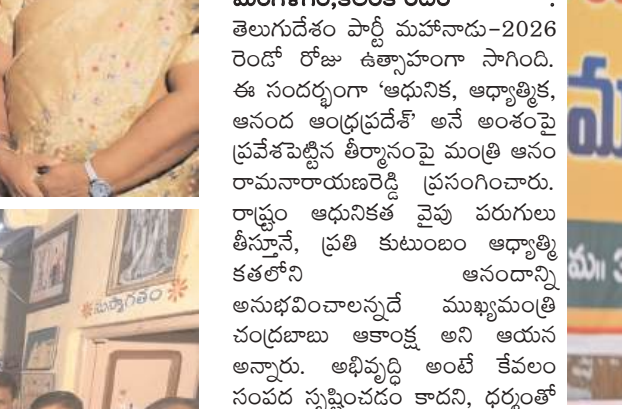 తెలుగుదేశం పార్టీ మహానాడు-2026
రెండో రోజు ఉత్సాహంగా సాగింది.
ఈ సందర్భంగా ‘ఆధునిక, ఆధ్యాత్మిక,
ఆనంద ఆంధ్రప్రదేశ్’ అనే అంశంపై
ప్రవేశపెట్టిన తీర్మానంపై మంత్రి ఆనం
రామనారాయణరెడ్డి ప్రసంగించారు.
రాష్ట్రం ఆధునికత వైపు పరుగులు
తీస్తూనే, ప్రతి కుటుంబం ఆధ్యాత్మి
కతలోని ఆనందాన్ని
అనుభవించాలన్నదే ముఖ్యమంత్రి
చంద్రబాబు ఆకాంక్ష అని ఆయన
అన్నారు. అభివృద్ధి అంటే కేవలం
సంపద సృష్టించడం కాదని, ధర్మంతో
సుస్వాగతం
మ
మ॥ 3